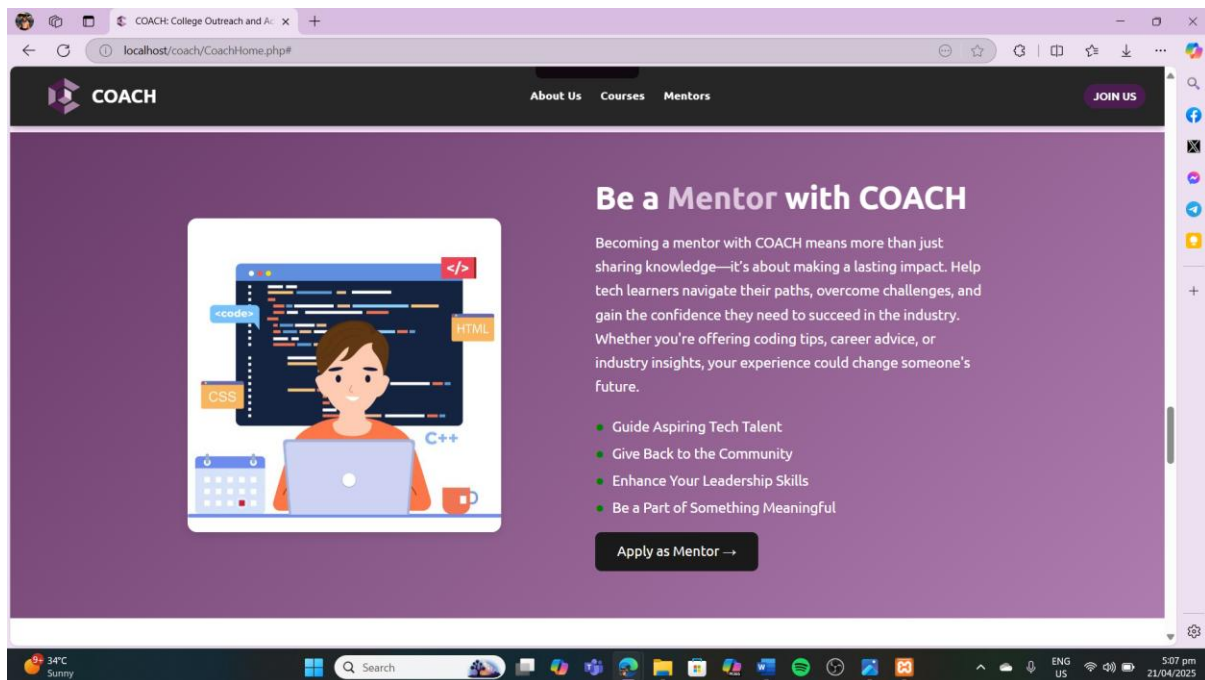 COACH: College Outreach and Ac
localhost/coach/CoachHome.php#
COACH
About Us Courses Mentors
JOIN US
Be a Mentor with COACH
Becoming a mentor with COACH means more than just
sharing knowledge—it's about making a lasting impact. Help
tech learners navigate their paths, overcome challenges, and
gain the confidence they need to succeed in the industry.
Whether you're offering coding tips, career advice, or
industry insights, your experience could change someone's
future.
Guide Aspiring Tech Talent
Give Back to the Community
Enhance Your Leadership Skills
Be a Part of Something Meaningful
Apply as Mentor →
</>
<code>
HTML
CSS
C++
9+
34°C
Sunny
Search
ENG
US
5:07 pm
21/04/2025